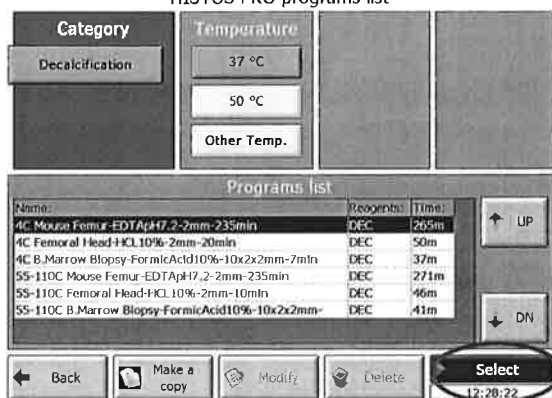 HISTOS PRO programs list
Category
Temperature
Decalcification
37 °C
50 °C
Other Temp.
Programs list
Name: Reagents: Time:
4C Mouse Femur-EDTApH7.2-2mm-235min DEC 265m
4C Femoral Head-HCL10%-2mm-20min DEC 50m
4C B.Marrow Biopsy-FormicAcid10%-10x2x2mm-7min DEC 37m
55-110C Mouse Femur-EDTApH7.2-2mm-235min DEC 271m
55-110C Femoral Head-HCL10%-2mm-10min DEC 46m
55-110C B.Marrow Biopsy-FormicAcid10%-10x2x2mm- DEC 41m
UP
DN
Back
Make a
copy
Modify
Delete
Select
12:28:22